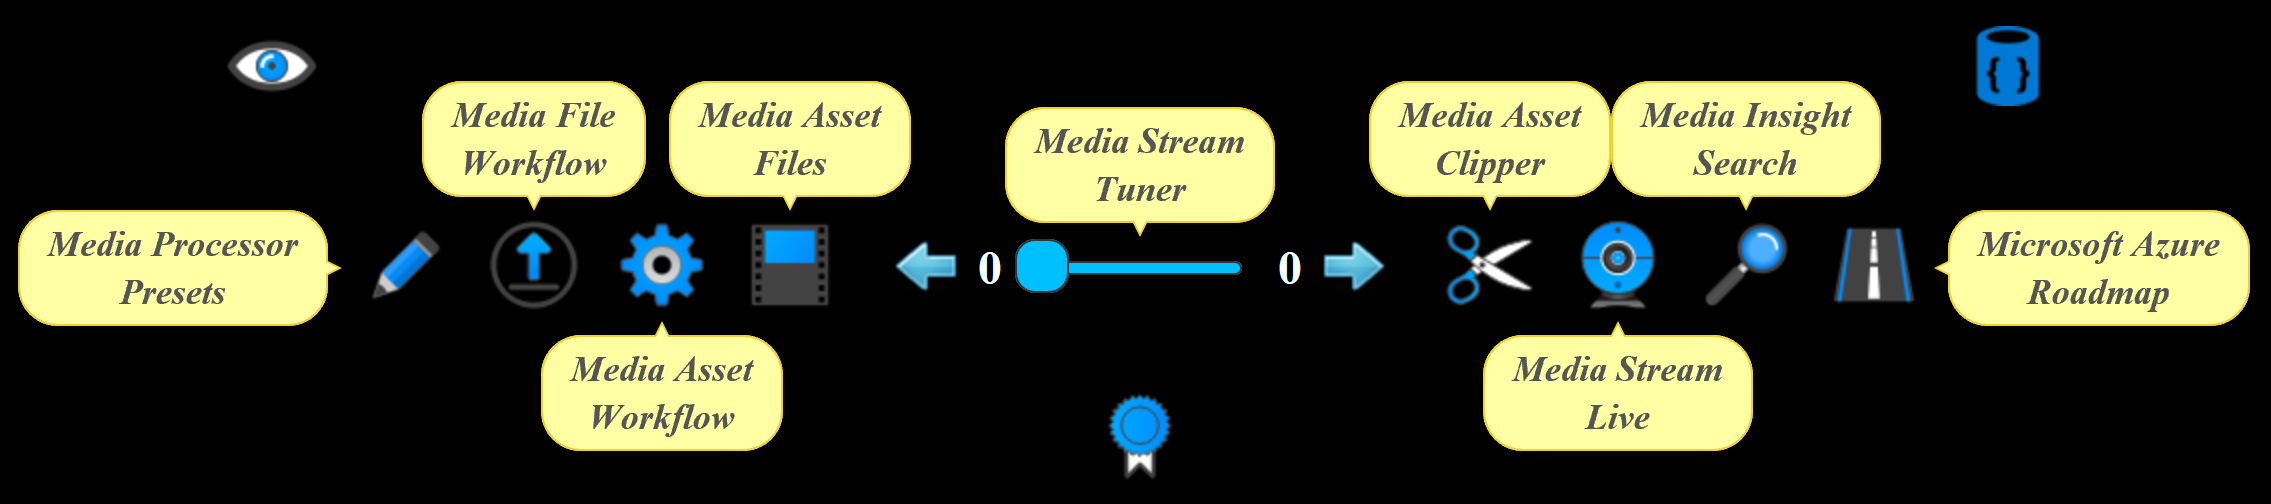 Media File
Workflow
Media Asset
Files
Media Stream
Tuner
Media Asset
Clipper
Media Insight
Search
Media Processor
Presets
0
0
Microsoft Azure
Roadmap
Media Asset
Workflow
Media Stream
Live
{ }